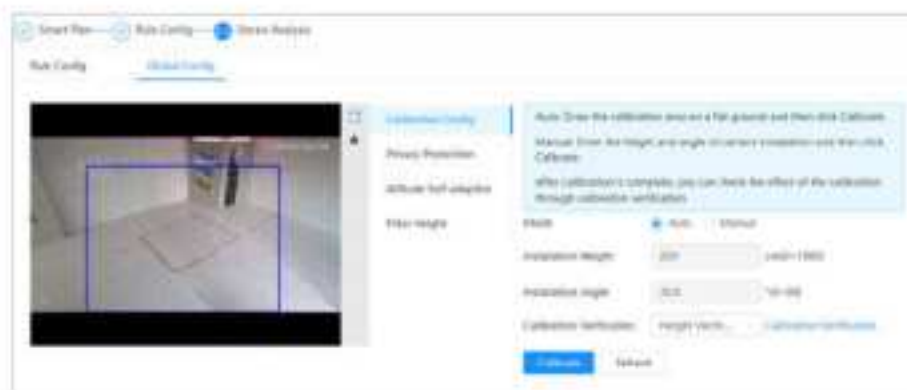 Smart Plan Rule Config Stereo Analysis
Rule Config Global Config
Calibration Config
Privacy Protection
Altitude Self-adaptive
Filter Height
Auto: Draw the calibration area on a flat ground and then click Calibrate.
Manual: Enter the height and angle of camera installation and then click
Calibrate.
After calibration is complete, you can check the effect of the calibration
through calibration verification.
Mode Auto Manual
Installation Height
Installation Angle
Calibration Verification Height Verifi... Calibration Verification
Calibrate Refresh